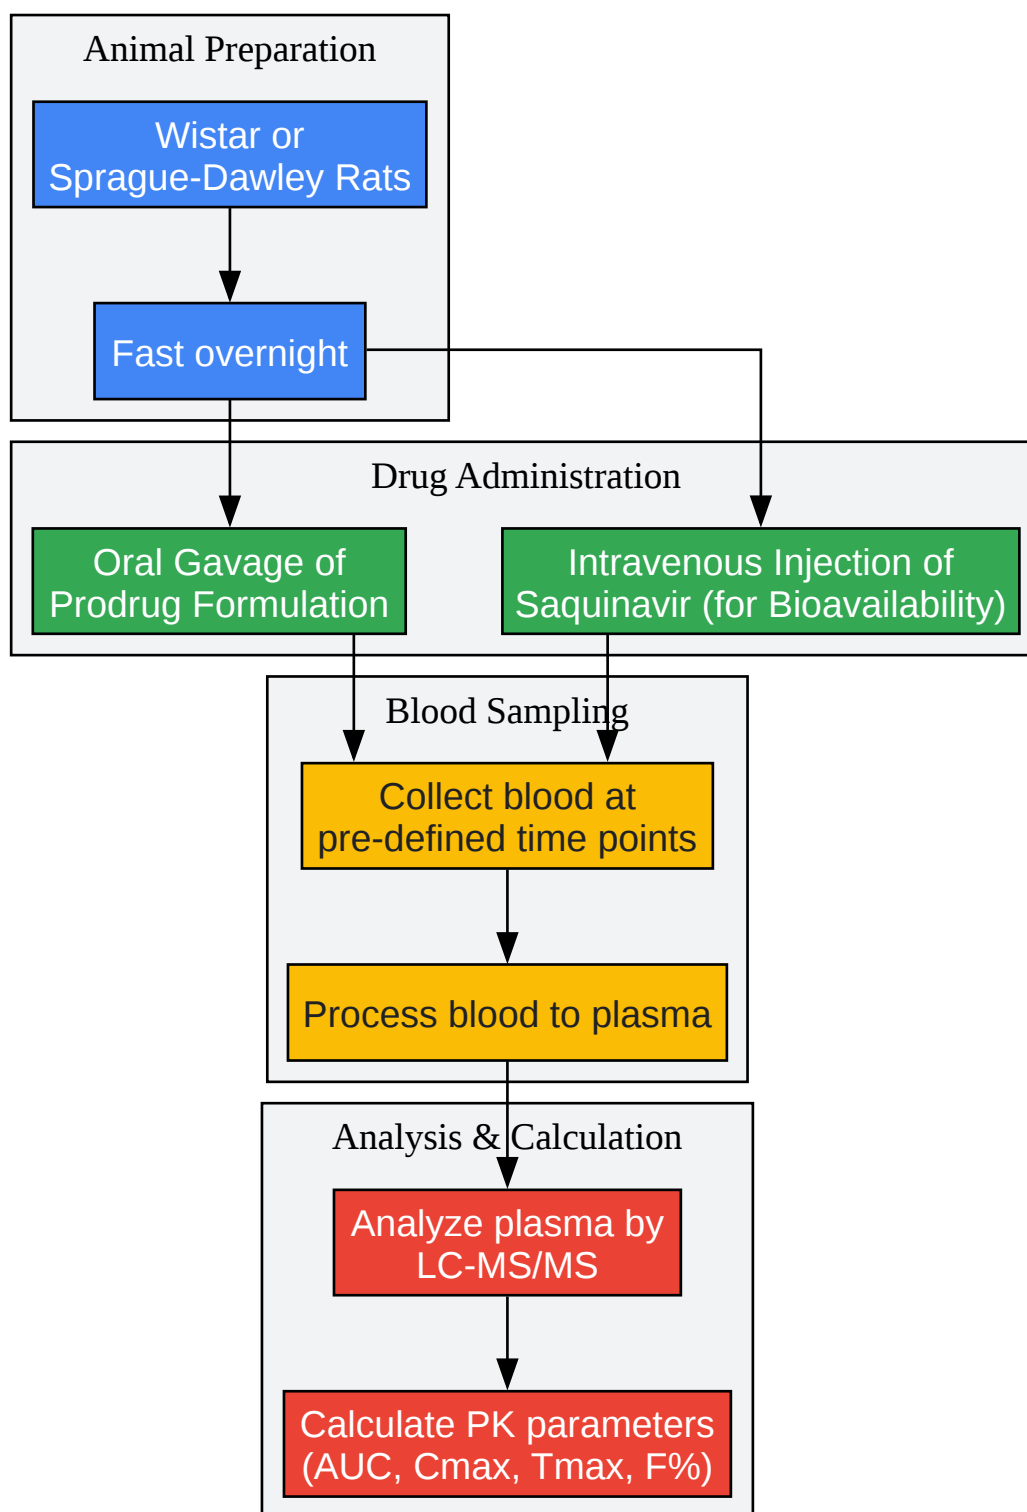 Animal Preparation
Wistar or
Sprague-Dawley Rats
Fast overnight
Drug Administration
Oral Gavage of
Prodrug Formulation
Intravenous Injection of
Saquinavir (for Bioavailability)
Blood Sampling
Collect blood at
pre-defined time points
Process blood to plasma
Analysis & Calculation
Analyze plasma by
LC-MS/MS
Calculate PK parameters
(AUC, Cmax, Tmax, F%)